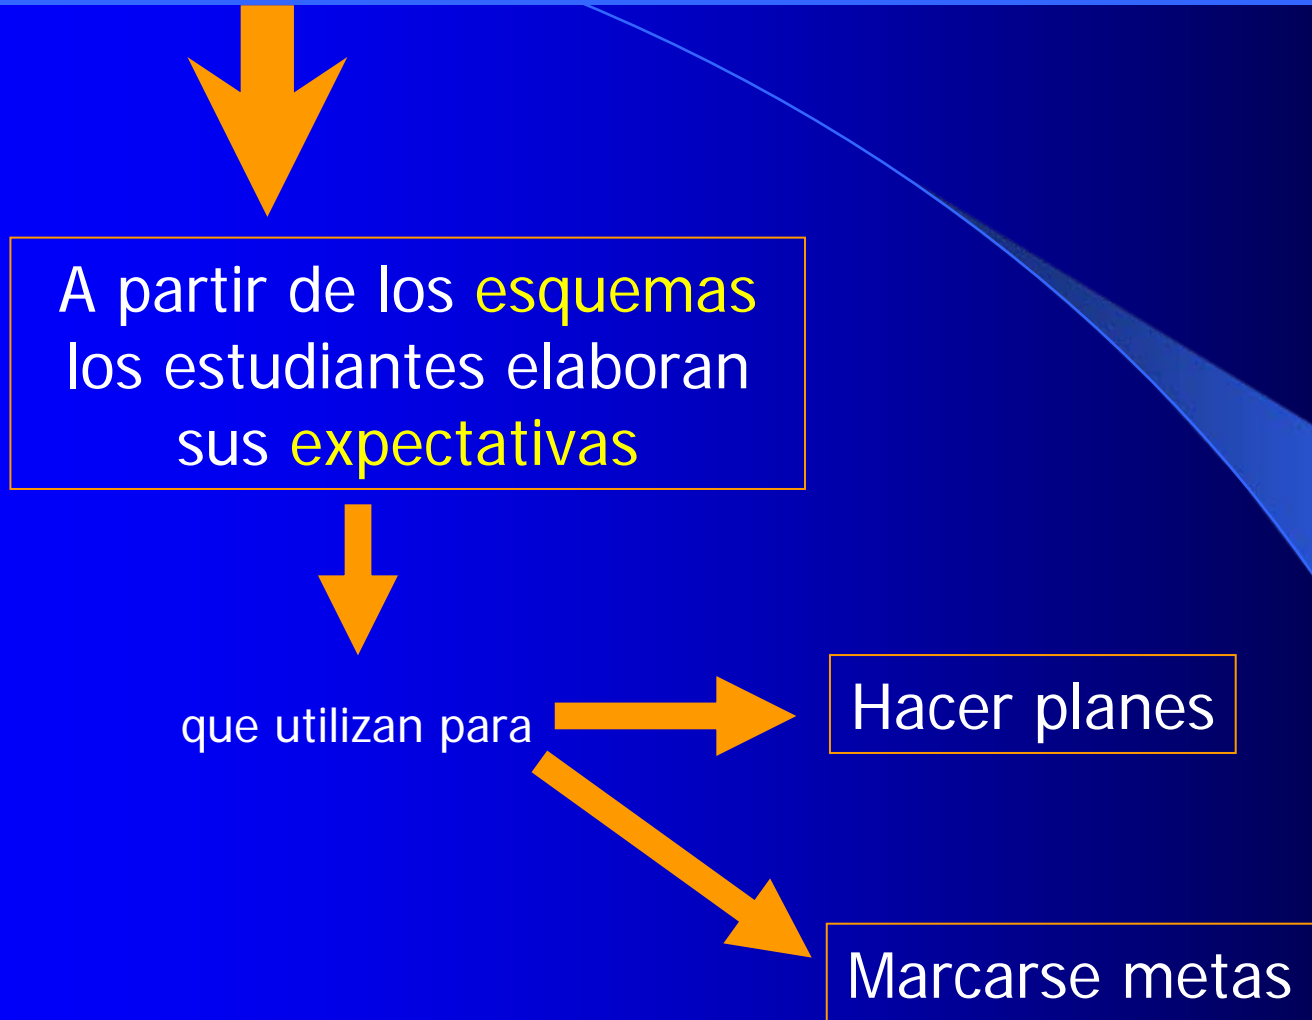 A partir de los esquemas
los estudiantes elaboran
sus expectativas
que utilizan para
Hacer planes
Marcarse metas